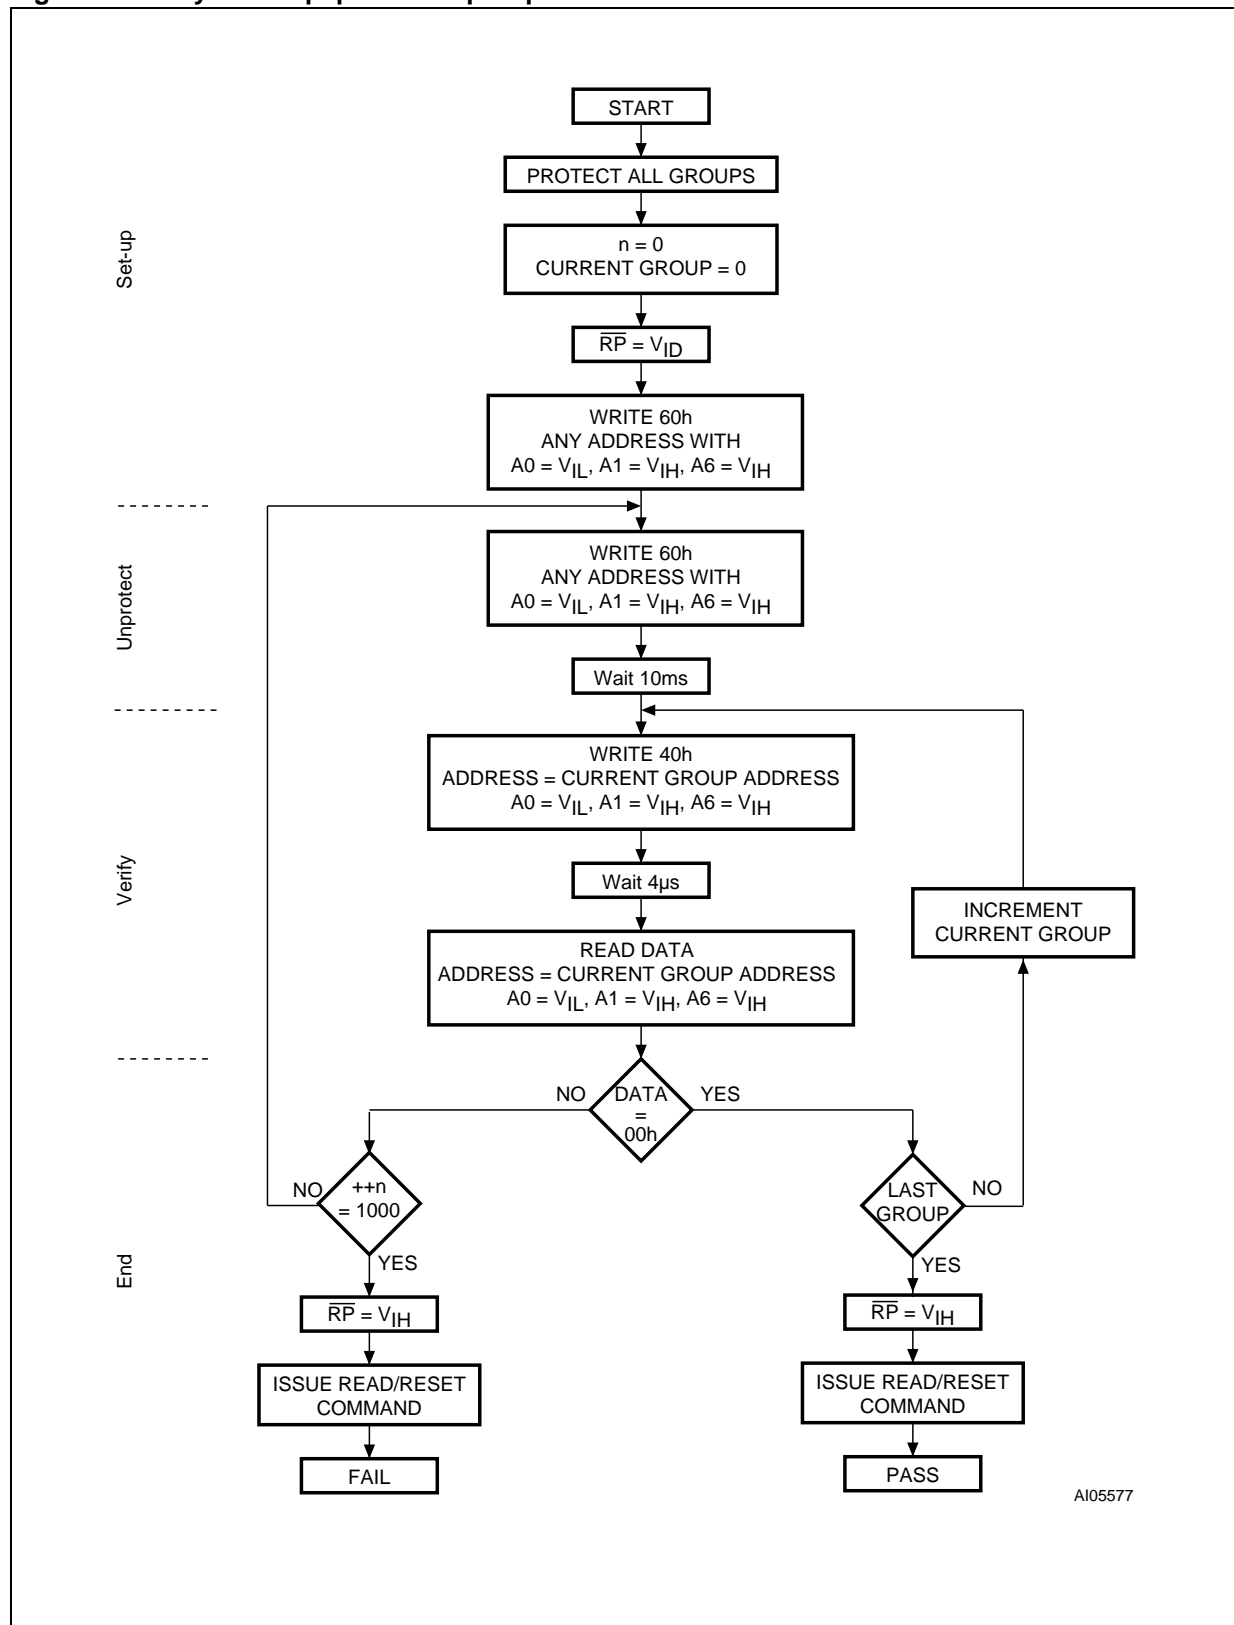 START
PROTECT ALL GROUPS
n = 0
CURRENT GROUP = 0
Set-up
RP = VID
WRITE 60h
ANY ADDRESS WITH
A0 = VIL, A1 = VIH, A6 = VIH
Unprotect
WRITE 60h
ANY ADDRESS WITH
A0 = VIL, A1 = VIH, A6 = VIH
Wait 10ms
WRITE 40h
ADDRESS = CURRENT GROUP ADDRESS
A0 = VIL, A1 = VIH, A6 = VIH
Verify
Wait 4µs
INCREMENT
CURRENT GROUP
READ DATA
ADDRESS = CURRENT GROUP ADDRESS
A0 = VIL, A1 = VIH, A6 = VIH
NO
DATA
=
00h
YES
NO
++n
= 1000
YES
LAST
GROUP
NO
YES
End
RP = VIH
RP = VIH
ISSUE READ/RESET
COMMAND
ISSUE READ/RESET
COMMAND
FAIL
PASS
AI05577